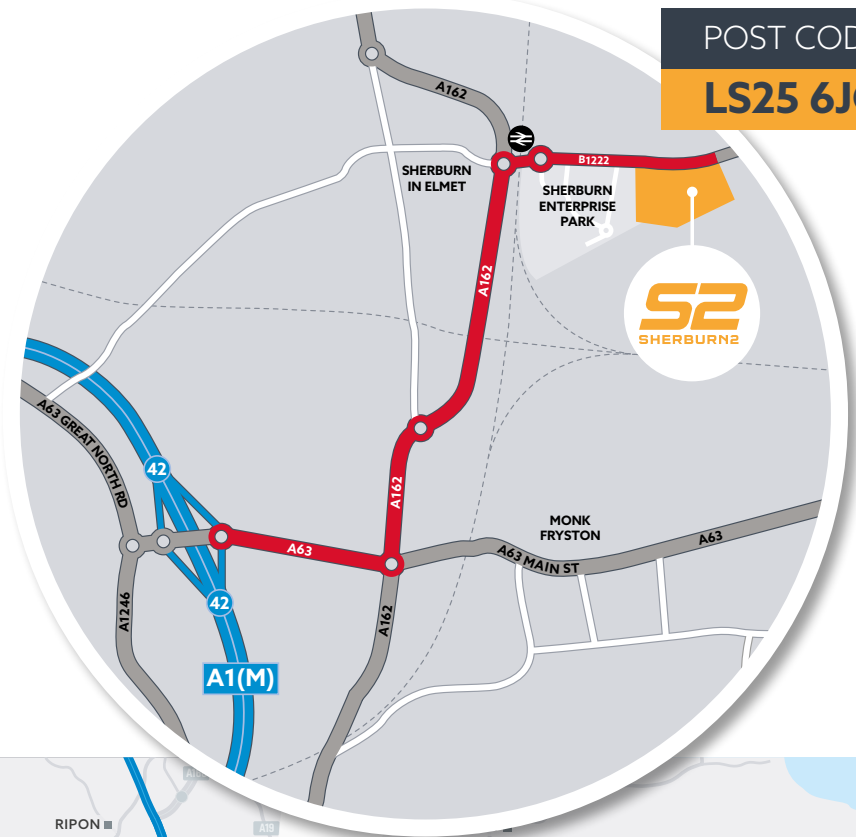 POST COD
LS25 6J
A162
B1222
SHERBURN
IN ELMET
SHERBURN
ENTERPRISE
PARK
A162
S2
SHERBURN2
A63 GREAT NORTH RD
42
A162
MONK
FRYSTON
A63
A63
A63 MAIN ST
42
A1246
A162
A1(M)
RIPON
A19